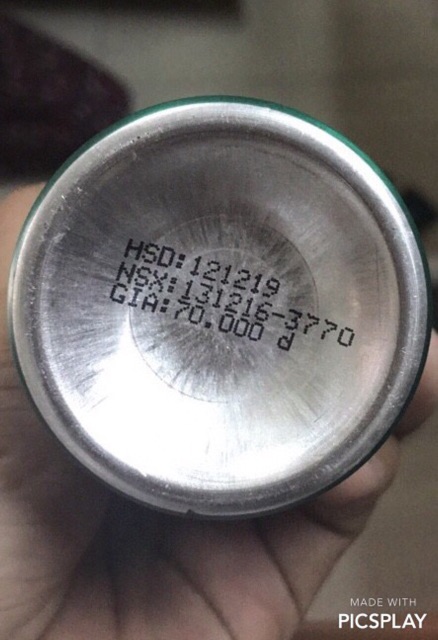 HSD:121219
NSX:131216-3770
GIA:70.000 đ
MADE WITH
PICSPLAY